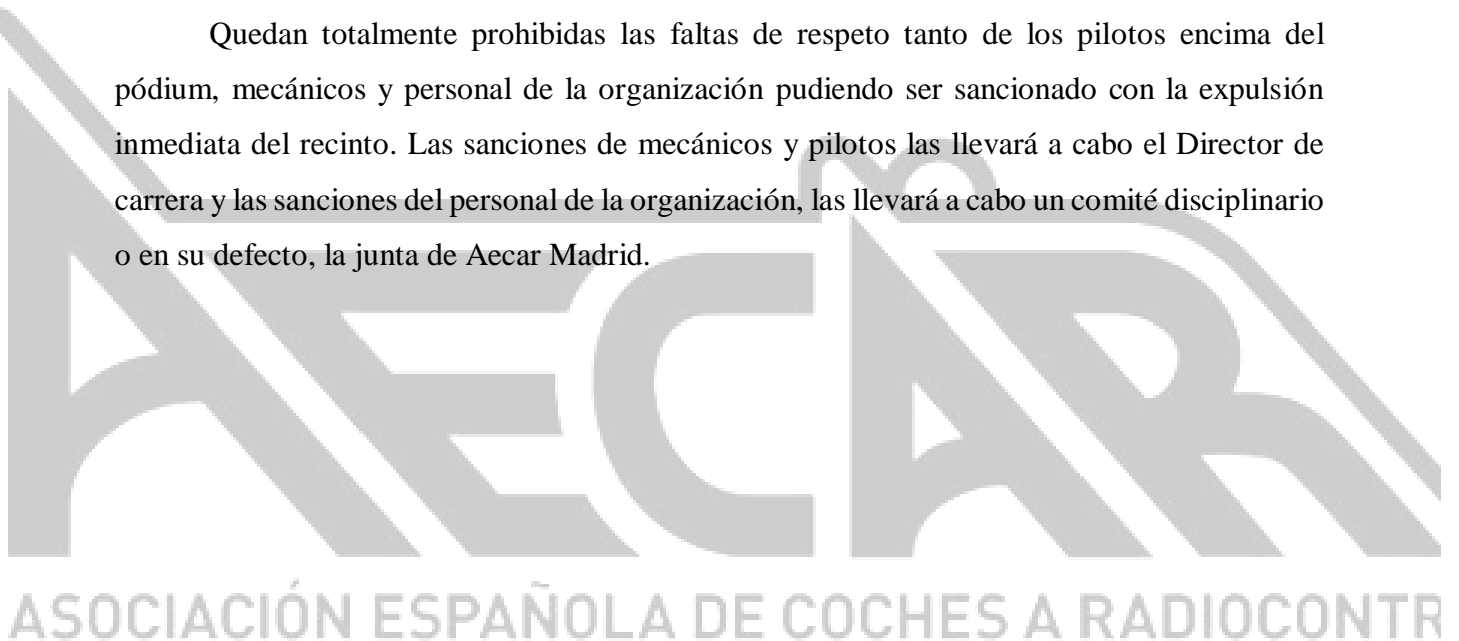 Quedan totalmente prohibidas las faltas de respeto tanto de los pilotos encima del
pódium, mecánicos y personal de la organización pudiendo ser sancionado con la expulsión
inmediata del recinto. Las sanciones de mecánicos y pilotos las llevará a cabo el Director de
carrera y las sanciones del personal de la organización, las llevará a cabo un comité disciplinario
o en su defecto, la junta de Aecar Madrid.
AECAR
ASOCIACIÓN ESPAÑOLA DE COCHES A RADIOCONTR